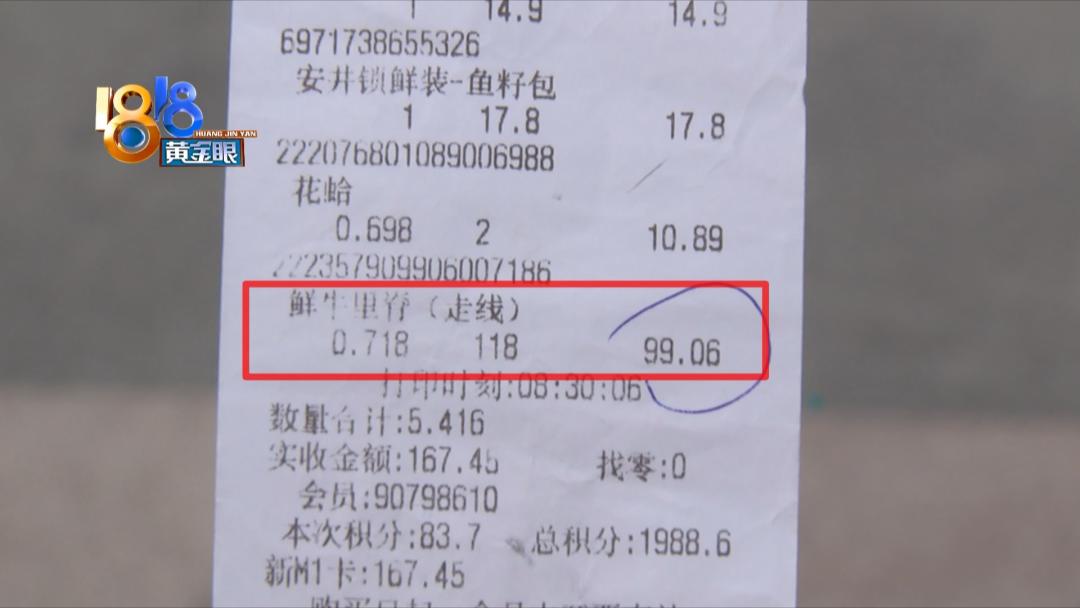 1 14.9 14.9
6971738655326
安井锁鲜装-鱼籽包
1 17.8 17.8
2220768010890069​88
花蛤
0.698 2 10.89
2223579099060071​86
鲜牛里脊(走线)
0.718 118 99.06
打印时刻:08:30:06
数量合计:5.416
实收金额:167.45 找零:0
会员:90798610
本次积分:83.7 总积分:1988.6
新M1卡:167.45
1818
HUANG JIN YAN
黄金眼